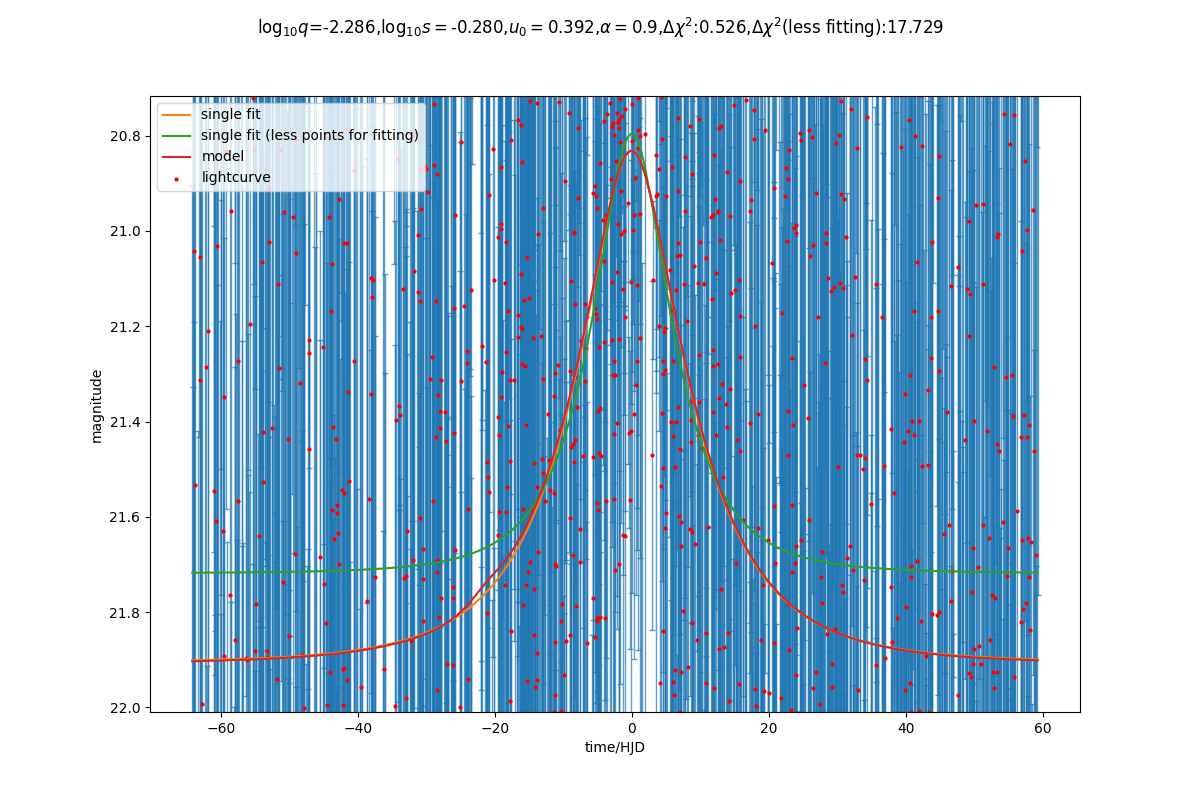 log₁₀q=-2.286,log₁₀s = -0.280,u₀ = 0.392,α = 0.9,Δχ²:0.526,Δχ²(less fitting):17.729
single fit
single fit (less points for fitting)
model
lightcurve
20.8
21.0
21.2
21.4
21.6
21.8
22.0
magnitude
−60 −40 −20 0 20 40 60
time/HJD